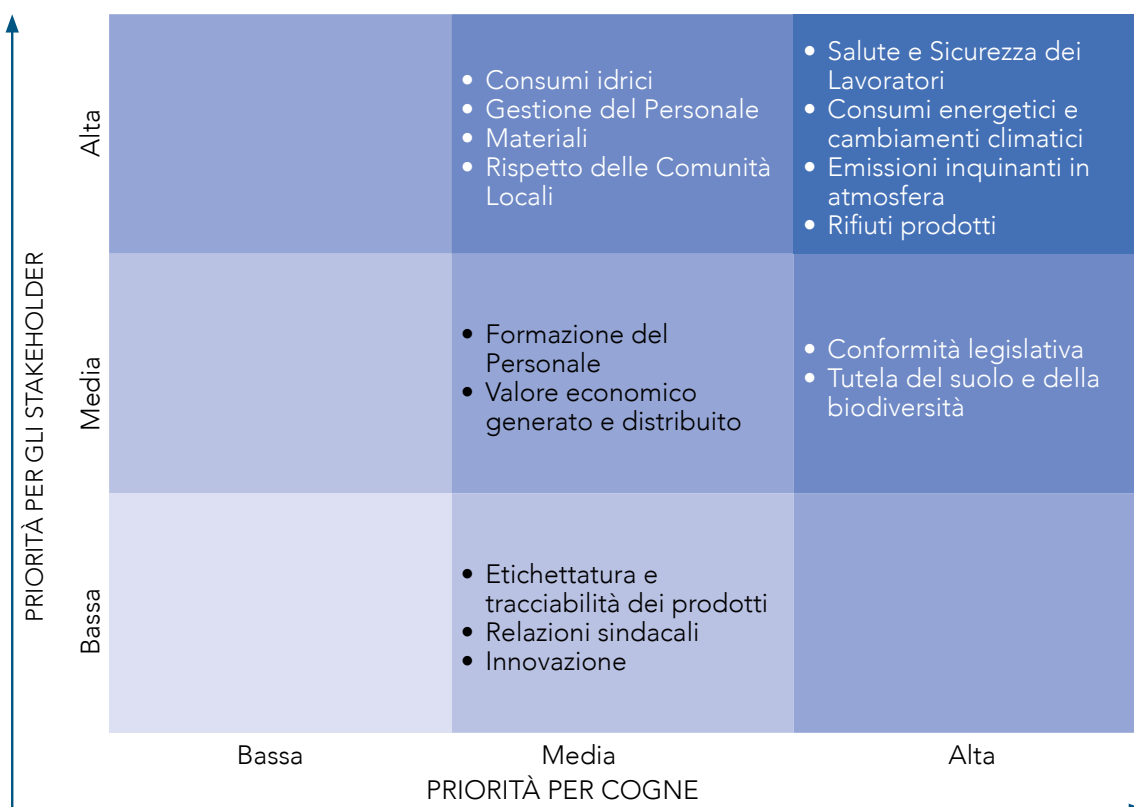 PRIORITÀ PER GLI STAKEHOLDER
Alta
• Consumi idrici
• Gestione del Personale
• Materiali
• Rispetto delle Comunità
Locali
• Salute e Sicurezza dei
Lavoratori
• Consumi energetici e
cambiamenti climatici
• Emissioni inquinanti in
atmosfera
• Rifiuti prodotti
Media
• Formazione del
Personale
• Valore economico
generato e distribuito
• Conformità legislativa
• Tutela del suolo e della
biodiversità
Bassa
• Etichettatura e
tracciabilità dei prodotti
• Relazioni sindacali
• Innovazione
Bassa
Media
Alta
PRIORITÀ PER COGNE